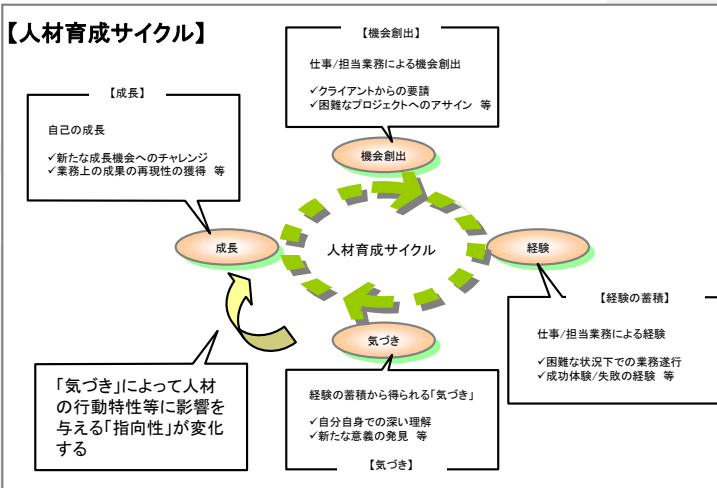 【人材育成サイクル】
【機会創出】
仕事/担当業務による機会創出
✓クライアントからの要請
✓困難なプロジェクトへのアサイン 等
【成長】
自己の成長
✓新たな成長機会へのチャレンジ
✓業務上の成果の再現性の獲得 等
機会創出
成長
人材育成サイクル
経験
気づき
【経験の蓄積】
仕事/担当業務による経験
✓困難な状況下での業務遂行
✓成功体験/失敗の経験 等
「気づき」によって人材
の行動特性等に影響を
与える「指向性」が変化
する
経験の蓄積から得られる「気づき」
✓自分自身での深い理解
✓新たな意義の発見 等
【気づき】